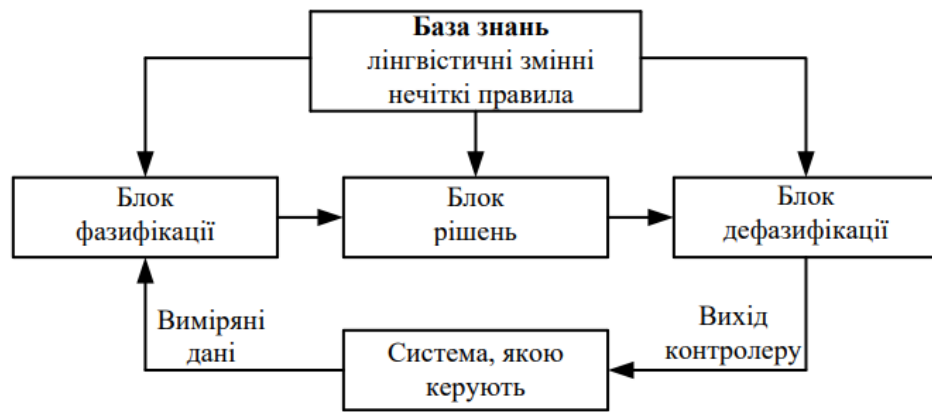 База знань
лінгвістичні змінні
нечіткі правила
Блок
фазифікації
Блок
рішень
Блок
дефазифікації
Виміряні
дані
Система, якою
керують
Вихід
контролеру